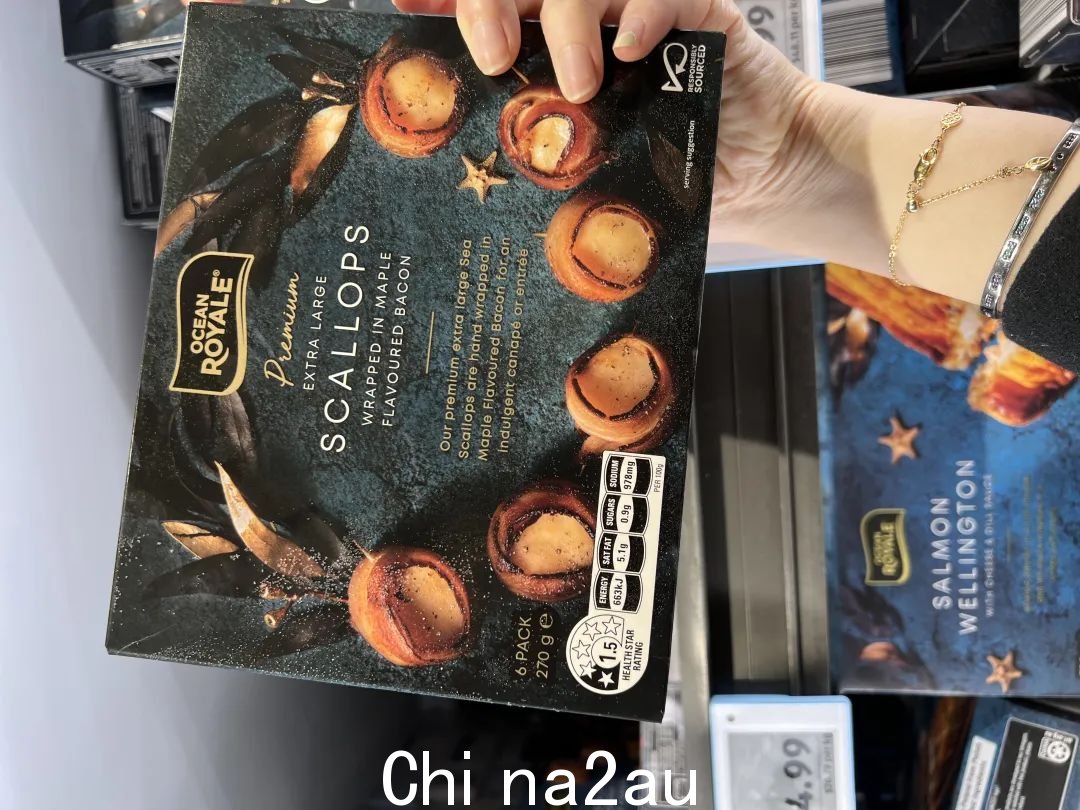 OCEAN
ROYALE®
Premium
EXTRA LARGE
SCALLOPS
WRAPPED IN MAPLE
FLAVOURED BACON
Our premium extra large Sea
Scallops are hand wrapped in
Maple Flavoured Bacon for an
indulgent canapé or entrée
6 PACK
270 g e
1.5
HEALTH STAR
RATING
ENERGY
663kJ
SAT FAT
5.1g
SUGARS
0.9g
SODIUM
978mg
PER 100g
serving suggestion
RESPONSIBLY
SOURCED
OCEAN
ROYALE
SALMON
WELLINGTON
WITH CHEESE & DILL SAUCE
4.99
China2au